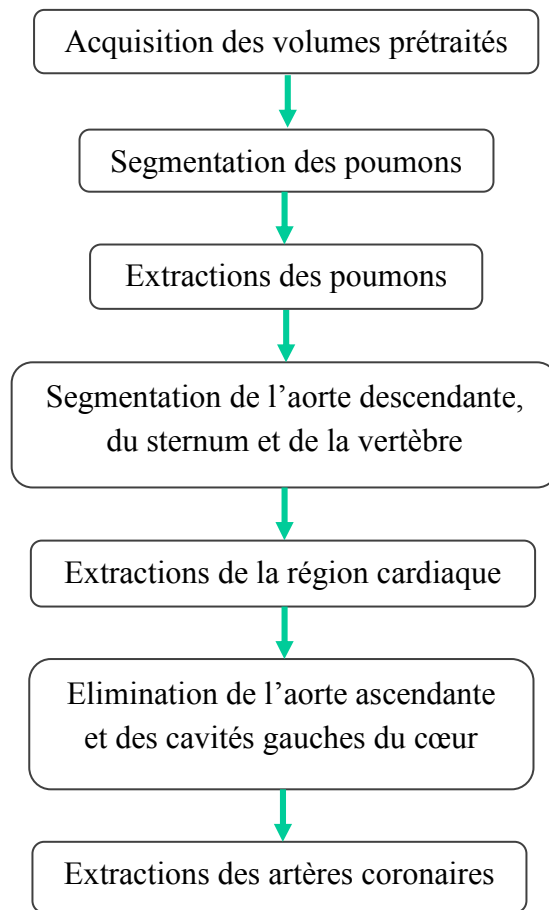 Acquisition des volumes prétraités
Segmentation des poumons
Extractions des poumons
Segmentation de l’aorte descendante,
du sternum et de la vertèbre
Extractions de la région cardiaque
Elimination de l’aorte ascendante
et des cavités gauches du cœur
Extractions des artères coronaires